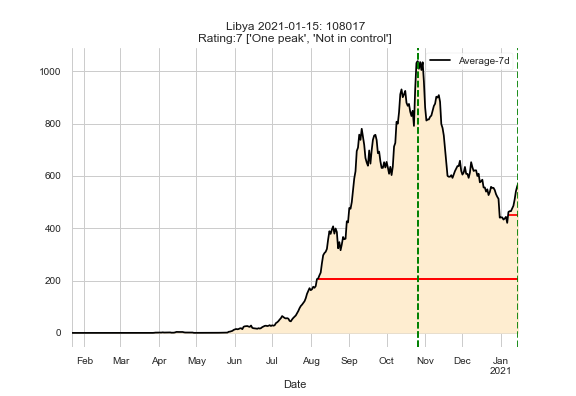 Libya 2021-01-15: 108017
Rating:7 ['One peak', 'Not in control']
Average-7d
1000
800
600
400
200
0
Feb Mar Apr May Jun Jul Aug Sep Oct Nov Dec Jan
2021
Date